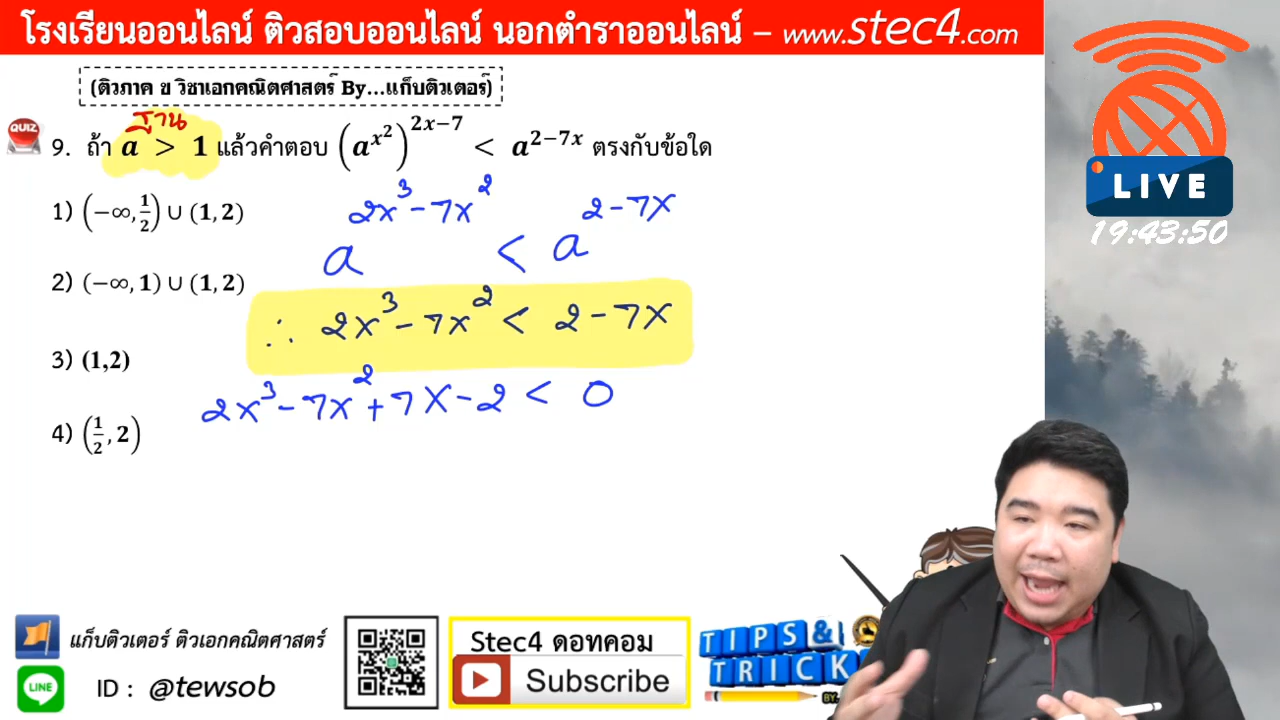 โรงเรียนออนไลน์ ติวสอบออนไลน์ นอกตำราออนไลน์ – www.stec4.com
(ติวภาค ข วิชาเอกคณิตศาสตร์ By...แก็บติวเตอร์)
QUIZ
ฐาน
9. ถ้า a > 1 แล้วคำตอบ (a^{x^2})^{2x−7} < a^{2−7x} ตรงกับข้อใด
LIVE
19:43:50
1) (−∞, 1/2) ∪ (1, 2)
a^{2x^3 - 7x^2} < a^{2 - 7x}
2) (−∞, 1) ∪ (1, 2)
∴ 2x^3 - 7x^2 < 2 - 7x
3) (1,2)
2x^3 - 7x^2 + 7x - 2 < 0
4) (1/2, 2)
แก็บติวเตอร์ ติวเอกคณิตศาสตร์
LINE
ID : @tewsob
Stec4 ดอทคอม
Subscribe
TIPS &
TRICK
BY.